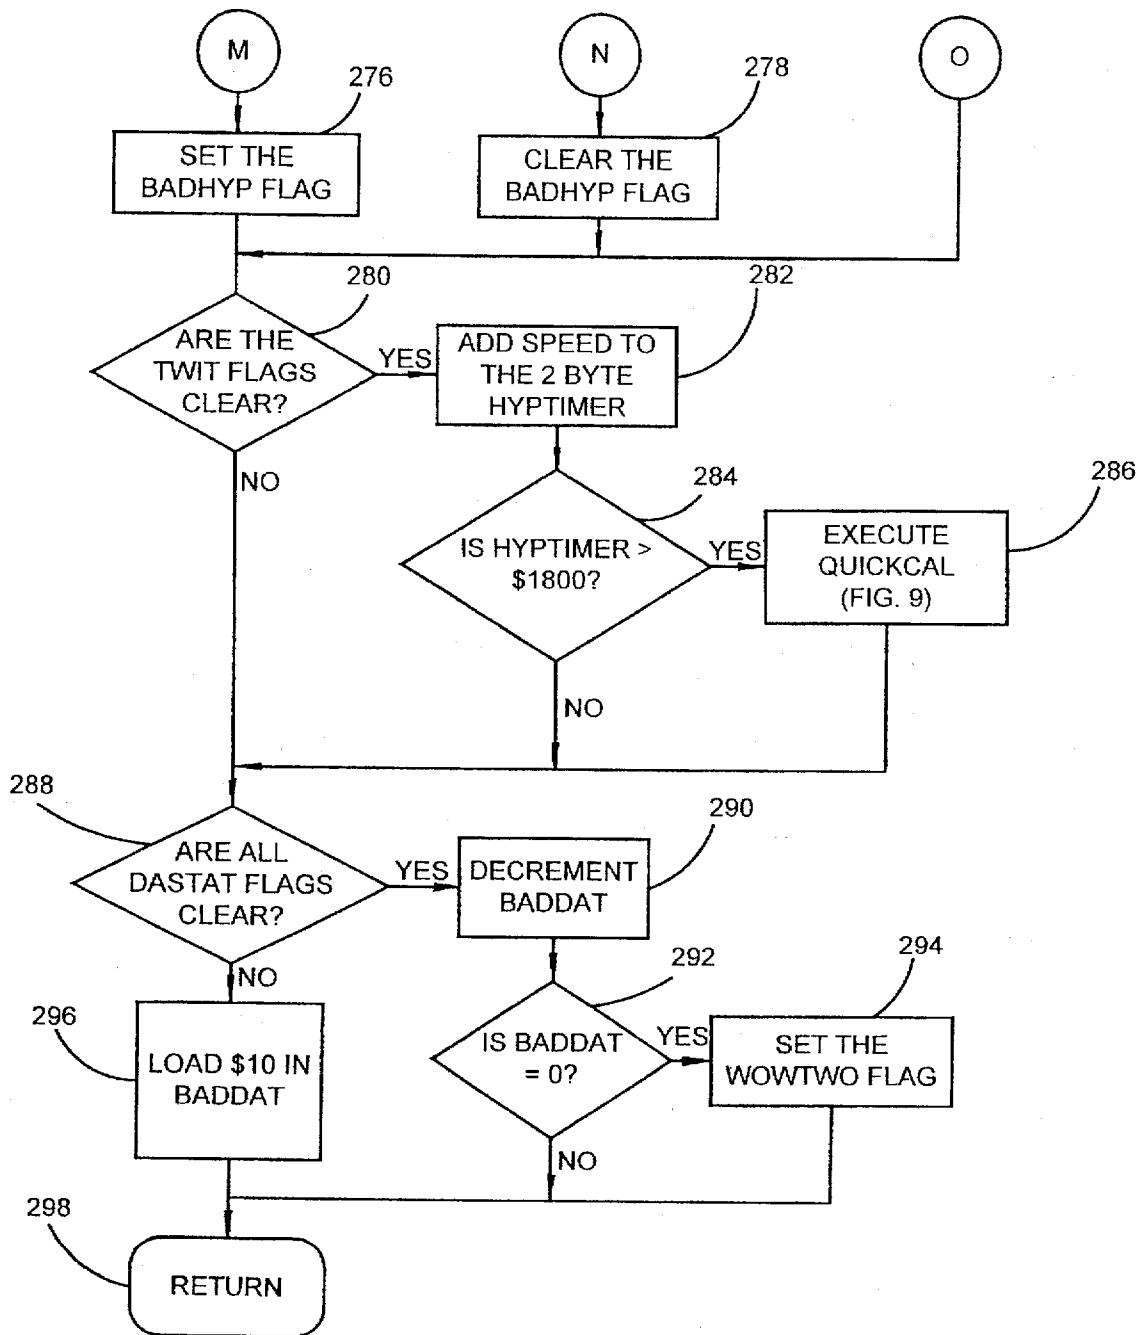 M
N
O
276
278
SET THE
BADHYP FLAG
CLEAR THE
BADHYP FLAG
280
282
ARE THE
TWIT FLAGS
CLEAR?
YES
ADD SPEED TO
THE 2 BYTE
HYPTIMER
NO
284
286
IS HYPTIMER >
$1800?
YES
EXECUTE
QUICKCAL
(FIG. 9)
NO
288
290
ARE ALL
DASTAT FLAGS
CLEAR?
YES
DECREMENT
BADDAT
NO
292
294
296
LOAD $10 IN
BADDAT
IS BADDAT
= 0?
YES
SET THE
WOWTWO FLAG
NO
298
RETURN